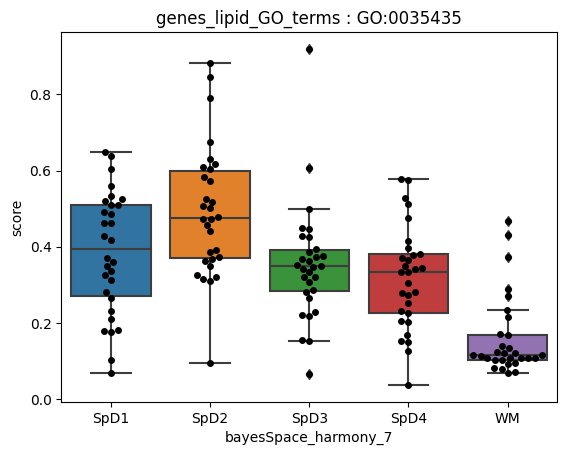 genes_lipid_GO_terms : GO:0035435
score
0.8
0.6
0.4
0.2
0.0
SpD1 SpD2 SpD3 SpD4 WM
bayesSpace_harmony_7